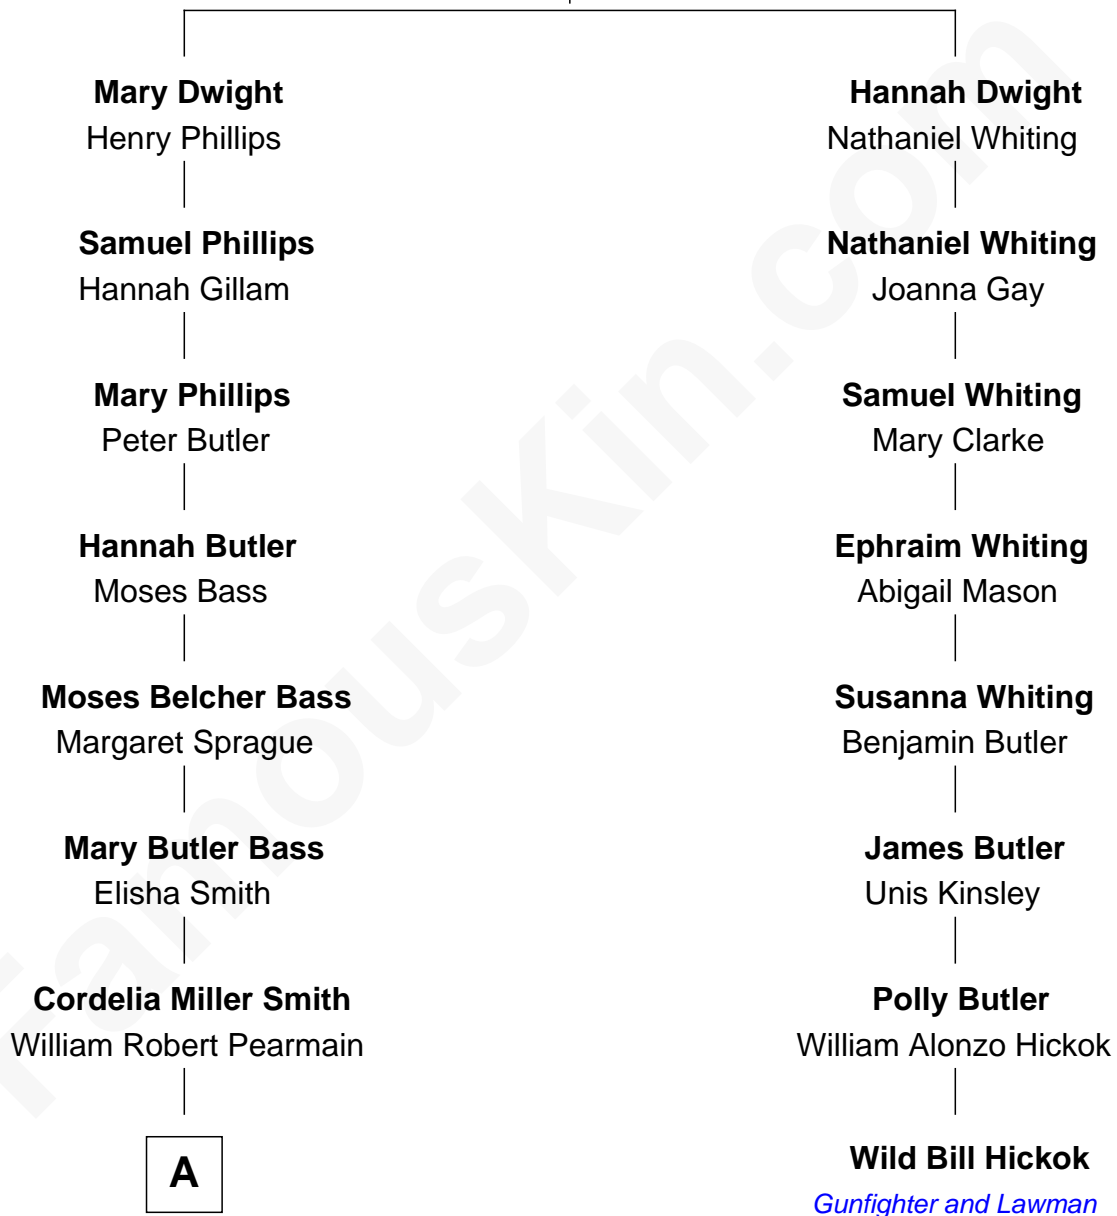 Mary Dwight
Henry Phillips
Hannah Dwight
Nathaniel Whiting
Samuel Phillips
Hannah Gillam
Nathaniel Whiting
Joanna Gay
Mary Phillips
Peter Butler
Samuel Whiting
Mary Clarke
Hannah Butler
Moses Bass
Ephraim Whiting
Abigail Mason
Moses Belcher Bass
Margaret Sprague
Susanna Whiting
Benjamin Butler
Mary Butler Bass
Elisha Smith
James Butler
Unis Kinsley
Cordelia Miller Smith
William Robert Pearmain
Polly Butler
William Alonzo Hickok
A
Wild Bill Hickok
Gunfighter and Lawman
FamousKin.com